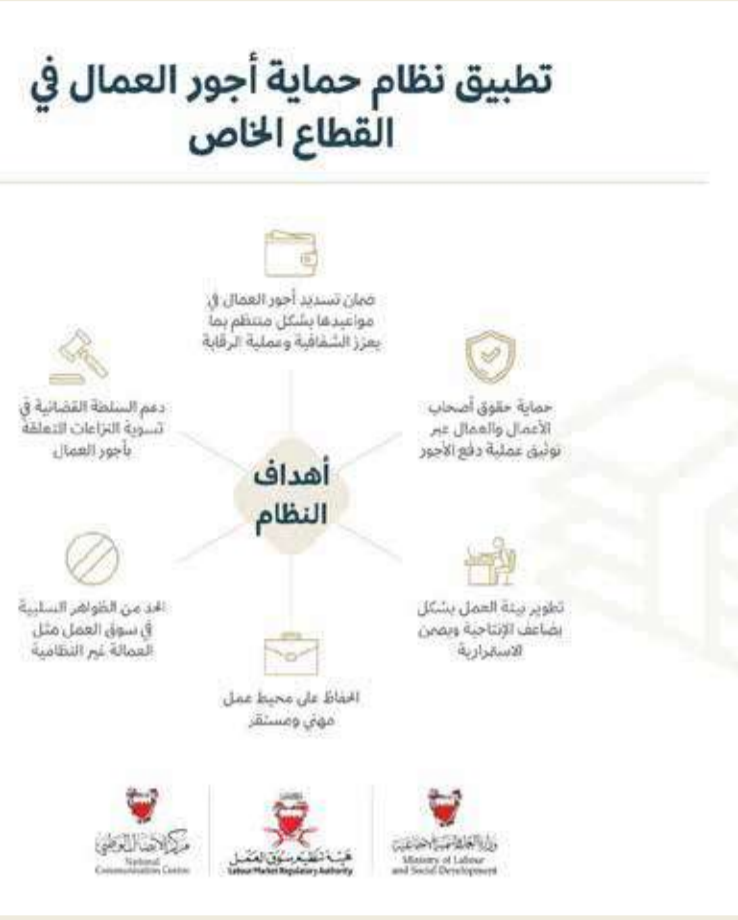 تطبيق نظام حماية أجور العمال في
القطاع الخاص
ضمان تسديد أجور العمال في
مواعيدها بشكل منتظم بما
يعزز الشفافية وعملية الرقابة
حماية حقوق أصحاب
الأعمال والعمال عبر
توثيق عملية دفع الأجور
دعم السلطة القضائية في
تسوية النزاعات المتعلقة
بأجور العمال
أهداف
النظام
تطوير بيئة العمل بشكل
يضاعف الإنتاجية ويضمن
الاستمرارية
الحد من الظواهر السلبية
في سوق العمل مثل
العمالة غير النظامية
الحفاظ على محيط عمل
مهني ومستقر
وزارة العمل والتنمية الاجتماعية
Ministry of Labour
and Social Development
هيئة تنظيم سوق العمل
Labour Market Regulatory Authority
مركز الاتصال الوطني
National
Communication Centre